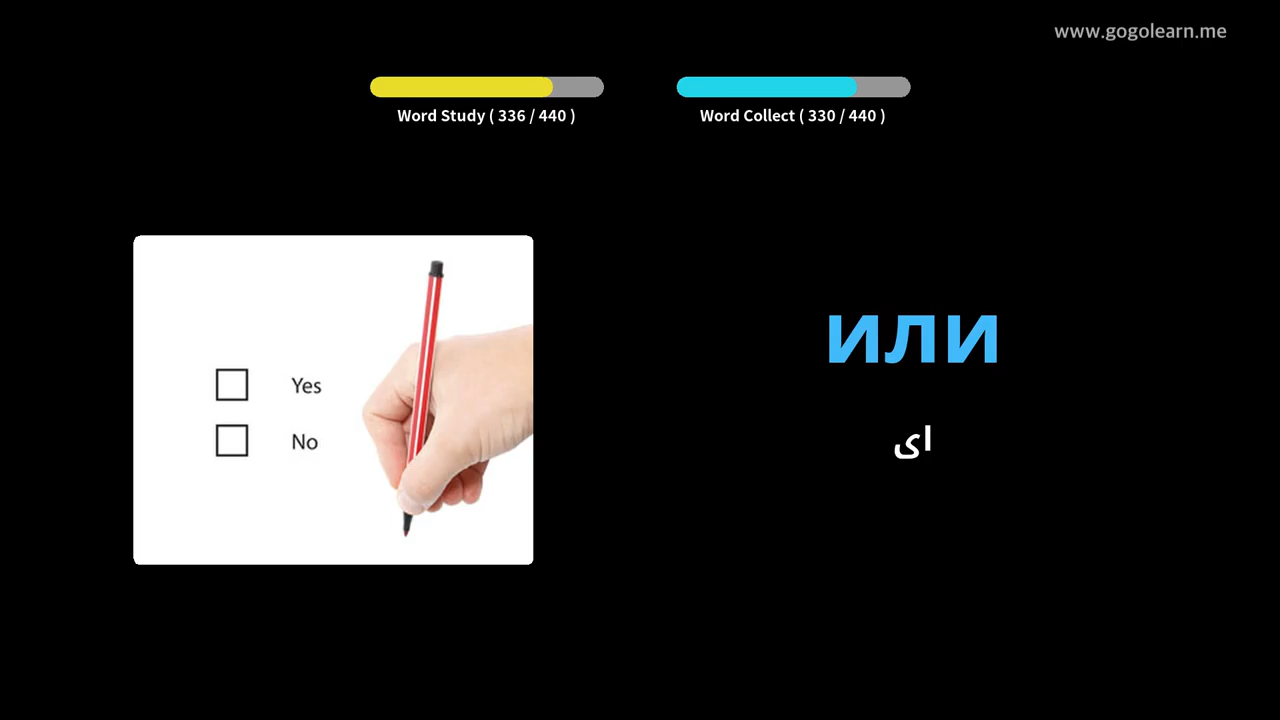 www.gogolearn.me
Word Study ( 336 / 440 )
Word Collect ( 330 / 440 )
Yes
No
или
ای